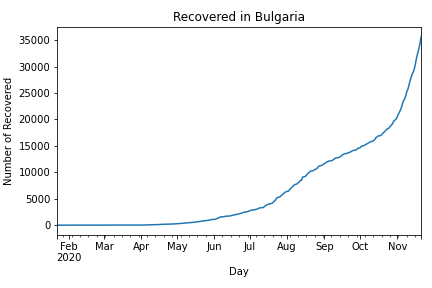 Recovered in Bulgaria
Number of Recovered
35000
30000
25000
20000
15000
10000
5000
0
Feb Mar Apr May Jun Jul Aug Sep Oct Nov
2020
Day